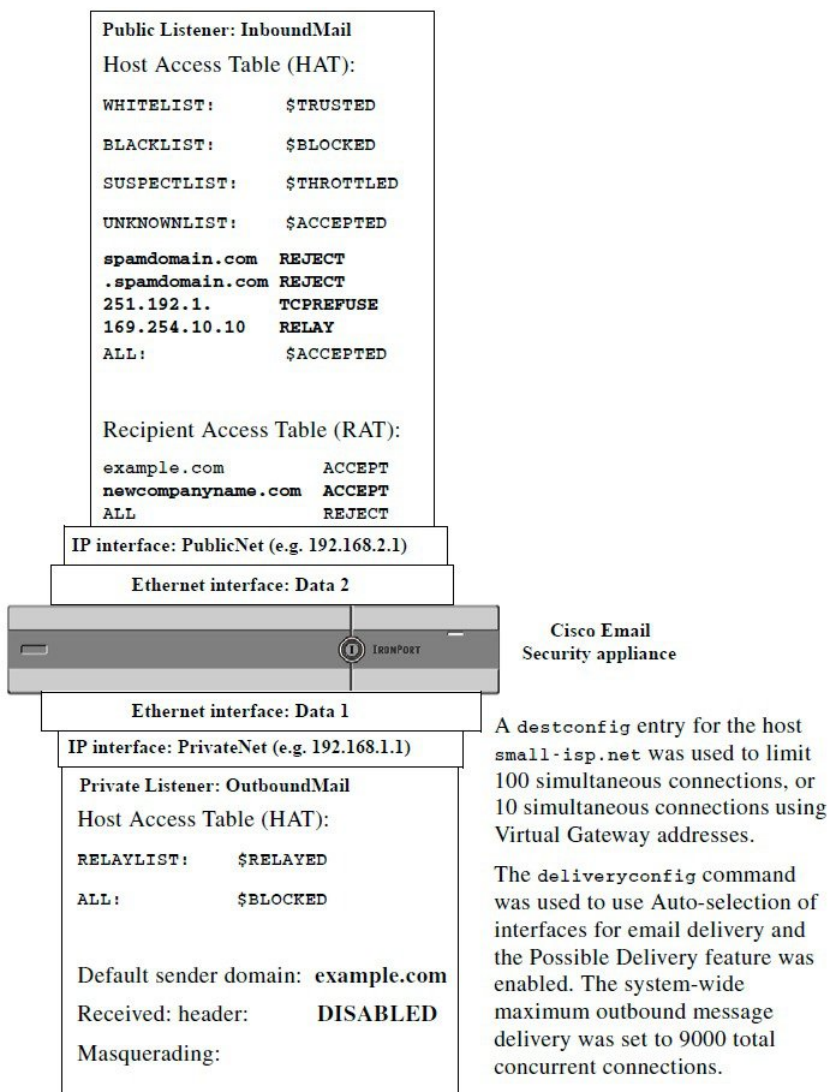 Public Listener: InboundMail
Host Access Table (HAT):
WHITELIST: $TRUSTED
BLACKLIST: $BLOCKED
SUSPECTLIST: $THROTTLED
UNKNOWNLIST: $ACCEPTED
spamdomain.com REJECT
.spamdomain.com REJECT
251.192.1. TCPREFUSE
169.254.10.10 RELAY
ALL: $ACCEPTED
Recipient Access Table (RAT):
example.com ACCEPT
newcompanyname.com ACCEPT
ALL REJECT
IP interface: PublicNet (e.g. 192.168.2.1)
Ethernet interface: Data 2
IRONPORT
Cisco Email
Security appliance
Ethernet interface: Data 1
IP interface: PrivateNet (e.g. 192.168.1.1)
Private Listener: OutboundMail
Host Access Table (HAT):
RELAYLIST: $RELAYED
ALL: $BLOCKED
Default sender domain: example.com
Received: header: DISABLED
Masquerading:
A destconfig entry for the host
small-isp.net was used to limit
100 simultaneous connections, or
10 simultaneous connections using
Virtual Gateway addresses.
The deliveryconfig command
was used to use Auto-selection of
interfaces for email delivery and
the Possible Delivery feature was
enabled. The system-wide
maximum outbound message
delivery was set to 9000 total
concurrent connections.